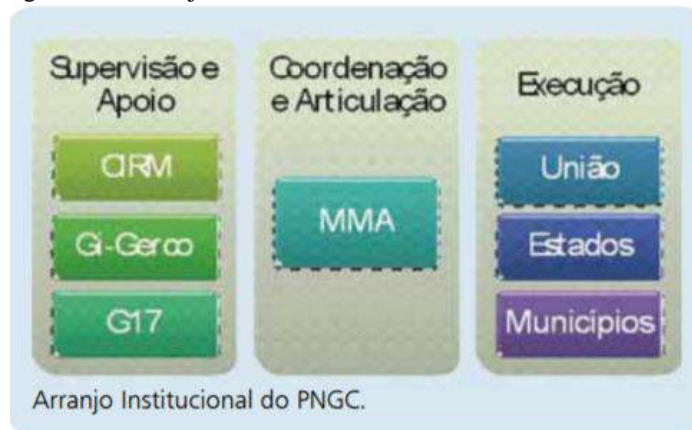 Supervisão e
Apoio
CIRM
Gi-Gerco
G17
Coordenação
e Articulação
MMA
Execução
União
Estados
Municípios
Arranjo Institucional do PNGC.